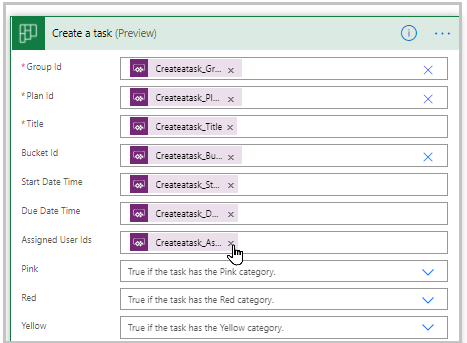 Create a task (Preview)
* Group Id Createatask_Gr... ×
* Plan Id Createatask_Pl... ×
* Title Createatask_Title ×
Bucket Id Createatask_Bu... ×
Start Date Time Createatask_St... ×
Due Date Time Createatask_D... ×
Assigned User Ids Createatask_As... ×
Pink True if the task has the Pink category.
Red True if the task has the Red category.
Yellow True if the task has the Yellow category.